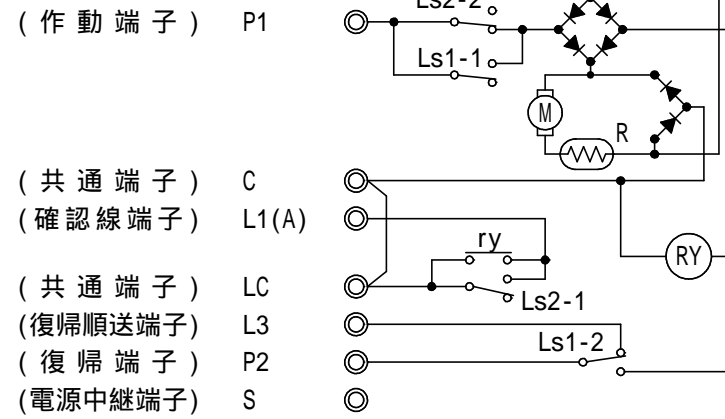 Ls2-2
(作動端子) P1
Ls1-1
M
R
(共通端子) C
(確認線端子) L1(A)
ry
RY
(共通端子) LC
Ls2-1
(復帰順送端子) L3
Ls1-2
(復帰端子) P2
(電源中継端子) S